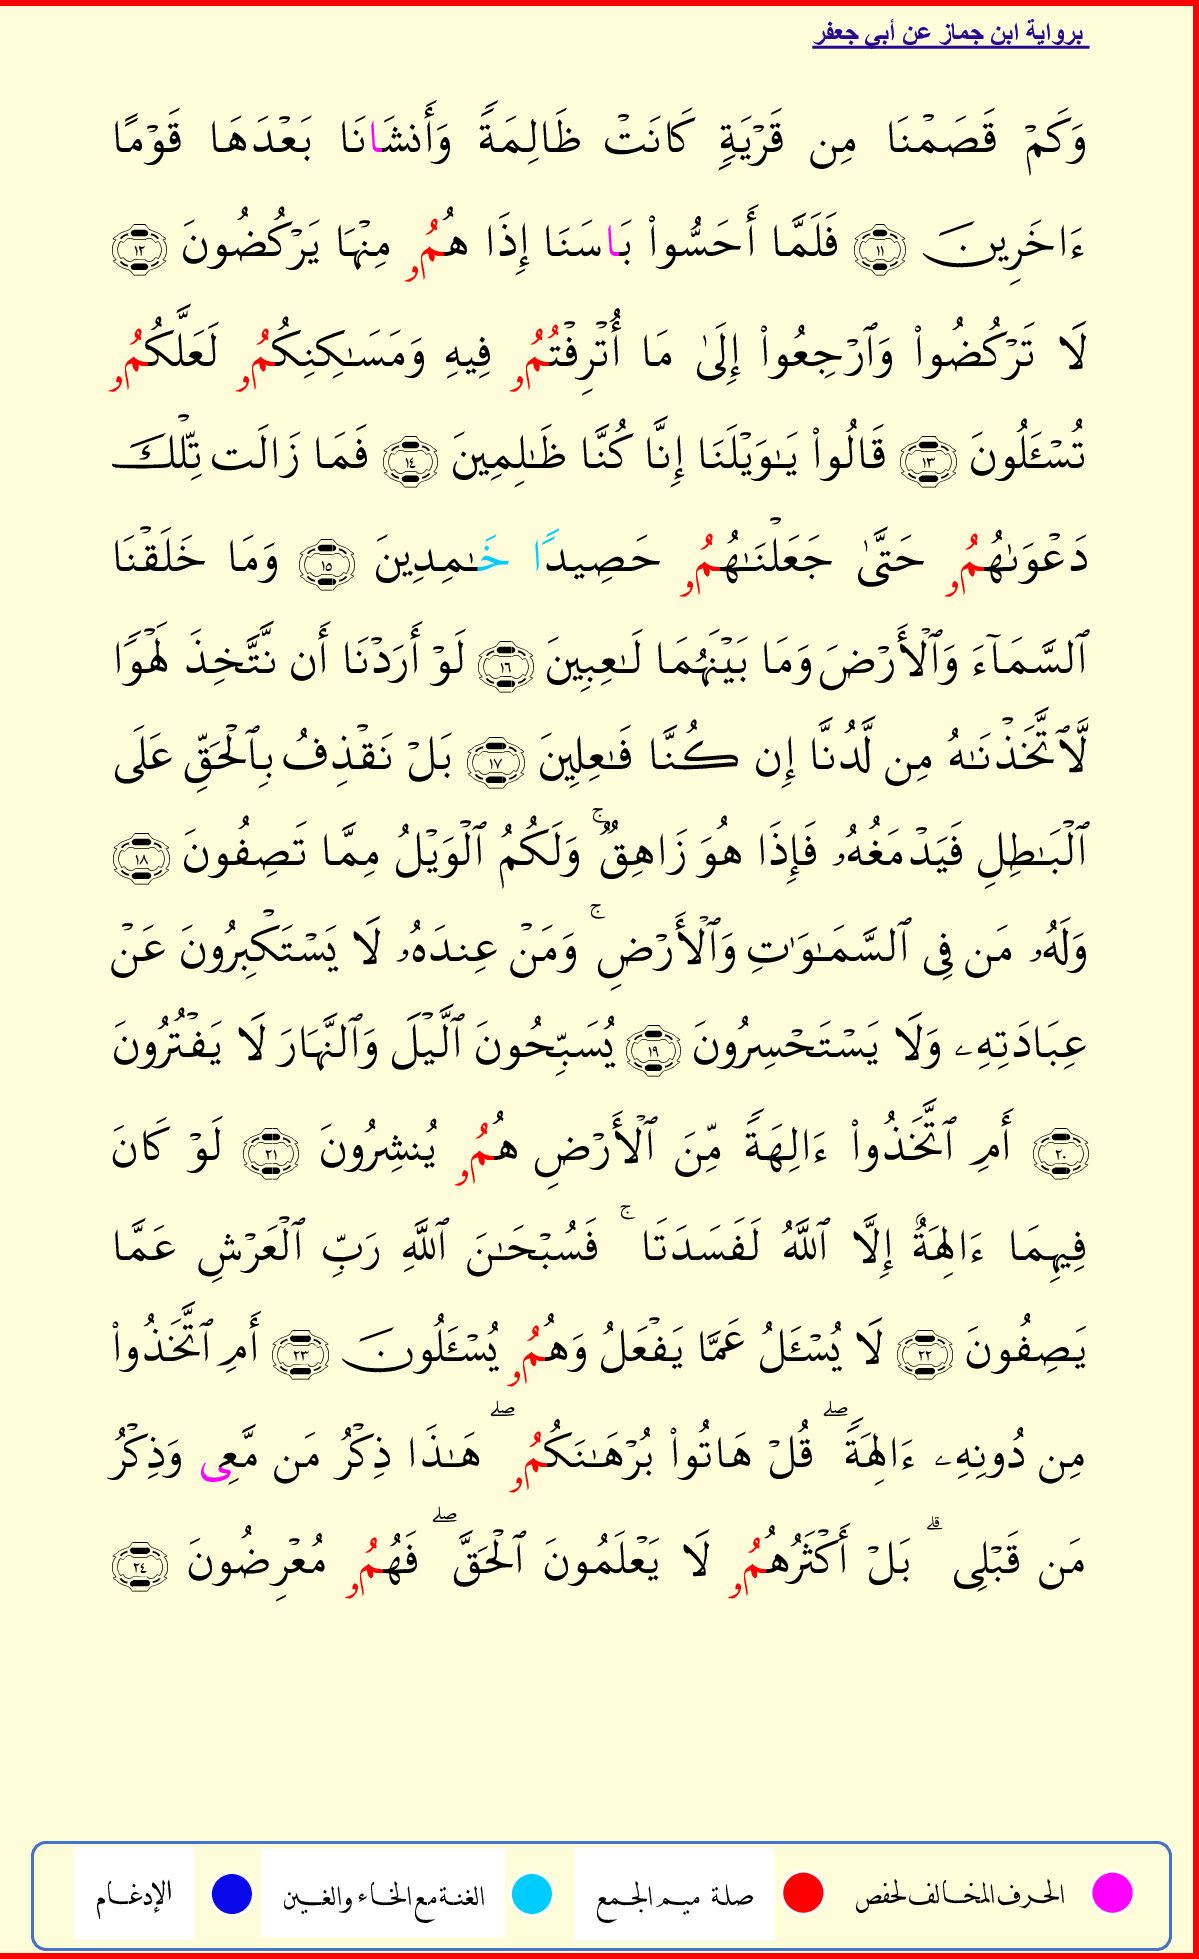 برواية ابن جماز عن أبي جعفر
وَكَمۡ قَصَمۡنَا مِن قَرۡيَةٖ كَانَتۡ ظَالِمَةٗ وَأَنشَانَا بَعۡدَهَا قَوۡمًا
ءَاخَرِينَ ١١ فَلَمَّآ أَحَسُّواْ بَاسَنَا إِذَا هُمُۥ مِنۡهَا يَرۡكُضُونَ ١٢
لَا تَرۡكُضُواْ وَٱرۡجِعُواْ إِلَىٰ مَا أُتۡرِفۡتُمُۥ فِيهِ وَمَسَٰكِنِكُمُۥ لَعَلَّكُمُۥ
تُسۡـَٔلُونَ ١٣ قَالُواْ يَٰوَيۡلَنَا إِنَّا كُنَّا ظَٰلِمِينَ ١٤ فَمَا زَالَت تِّلۡكَ
دَعۡوَىٰهُمُۥ حَتَّىٰ جَعَلۡنَٰهُمُۥ حَصِيدًا خَٰمِدِينَ ١٥ وَمَا خَلَقۡنَا
ٱلسَّمَآءَ وَٱلۡأَرۡضَ وَمَا بَيۡنَهُمَا لَٰعِبِينَ ١٦ لَوۡ أَرَدۡنَا أَن نَّتَّخِذَ لَهۡوٗا
لَّٱتَّخَذۡنَٰهُ مِن لَّدُنَّا إِن كُنَّا فَٰعِلِينَ ١٧ بَلۡ نَقۡذِفُ بِٱلۡحَقِّ عَلَى
ٱلۡبَٰطِلِ فَيَدۡمَغُهُۥ فَإِذَا هُوَ زَاهِقٞۚ وَلَكُمُ ٱلۡوَيۡلُ مِمَّا تَصِفُونَ ١٨
وَلَهُۥ مَن فِي ٱلسَّمَٰوَٰتِ وَٱلۡأَرۡضِۚ وَمَنۡ عِندَهُۥ لَا يَسۡتَكۡبِرُونَ عَنۡ
عِبَادَتِهِۦ وَلَا يَسۡتَحۡسِرُونَ ١٩ يُسَبِّحُونَ ٱلَّيۡلَ وَٱلنَّهَارَ لَا يَفۡتُرُونَ
٢٠ أَمِ ٱتَّخَذُواْ ءَالِهَةٗ مِّنَ ٱلۡأَرۡضِ هُمُۥ يُنشِرُونَ ٢١ لَوۡ كَانَ
فِيهِمَا ءَالِهَةٌ إِلَّا ٱللَّهُ لَفَسَدَتَاۚ فَسُبۡحَٰنَ ٱللَّهِ رَبِّ ٱلۡعَرۡشِ عَمَّا
يَصِفُونَ ٢٢ لَا يُسۡـَٔلُ عَمَّا يَفۡعَلُ وَهُمُۥ يُسۡـَٔلُونَ ٢٣ أَمِ ٱتَّخَذُواْ
مِن دُونِهِۦ ءَالِهَةٗۖ قُلۡ هَاتُواْ بُرۡهَٰنَكُمُۥۖ هَٰذَا ذِكۡرُ مَن مَّعِي وَذِكۡرُ
مَن قَبۡلِيۗ بَلۡ أَكۡثَرُهُمُۥ لَا يَعۡلَمُونَ ٱلۡحَقَّۖ فَهُمُۥ مُعۡرِضُونَ ٢٤
الحرف المخالف لحفص صلة ميم الجمع الغنة مع الخاء والغين الإدغام